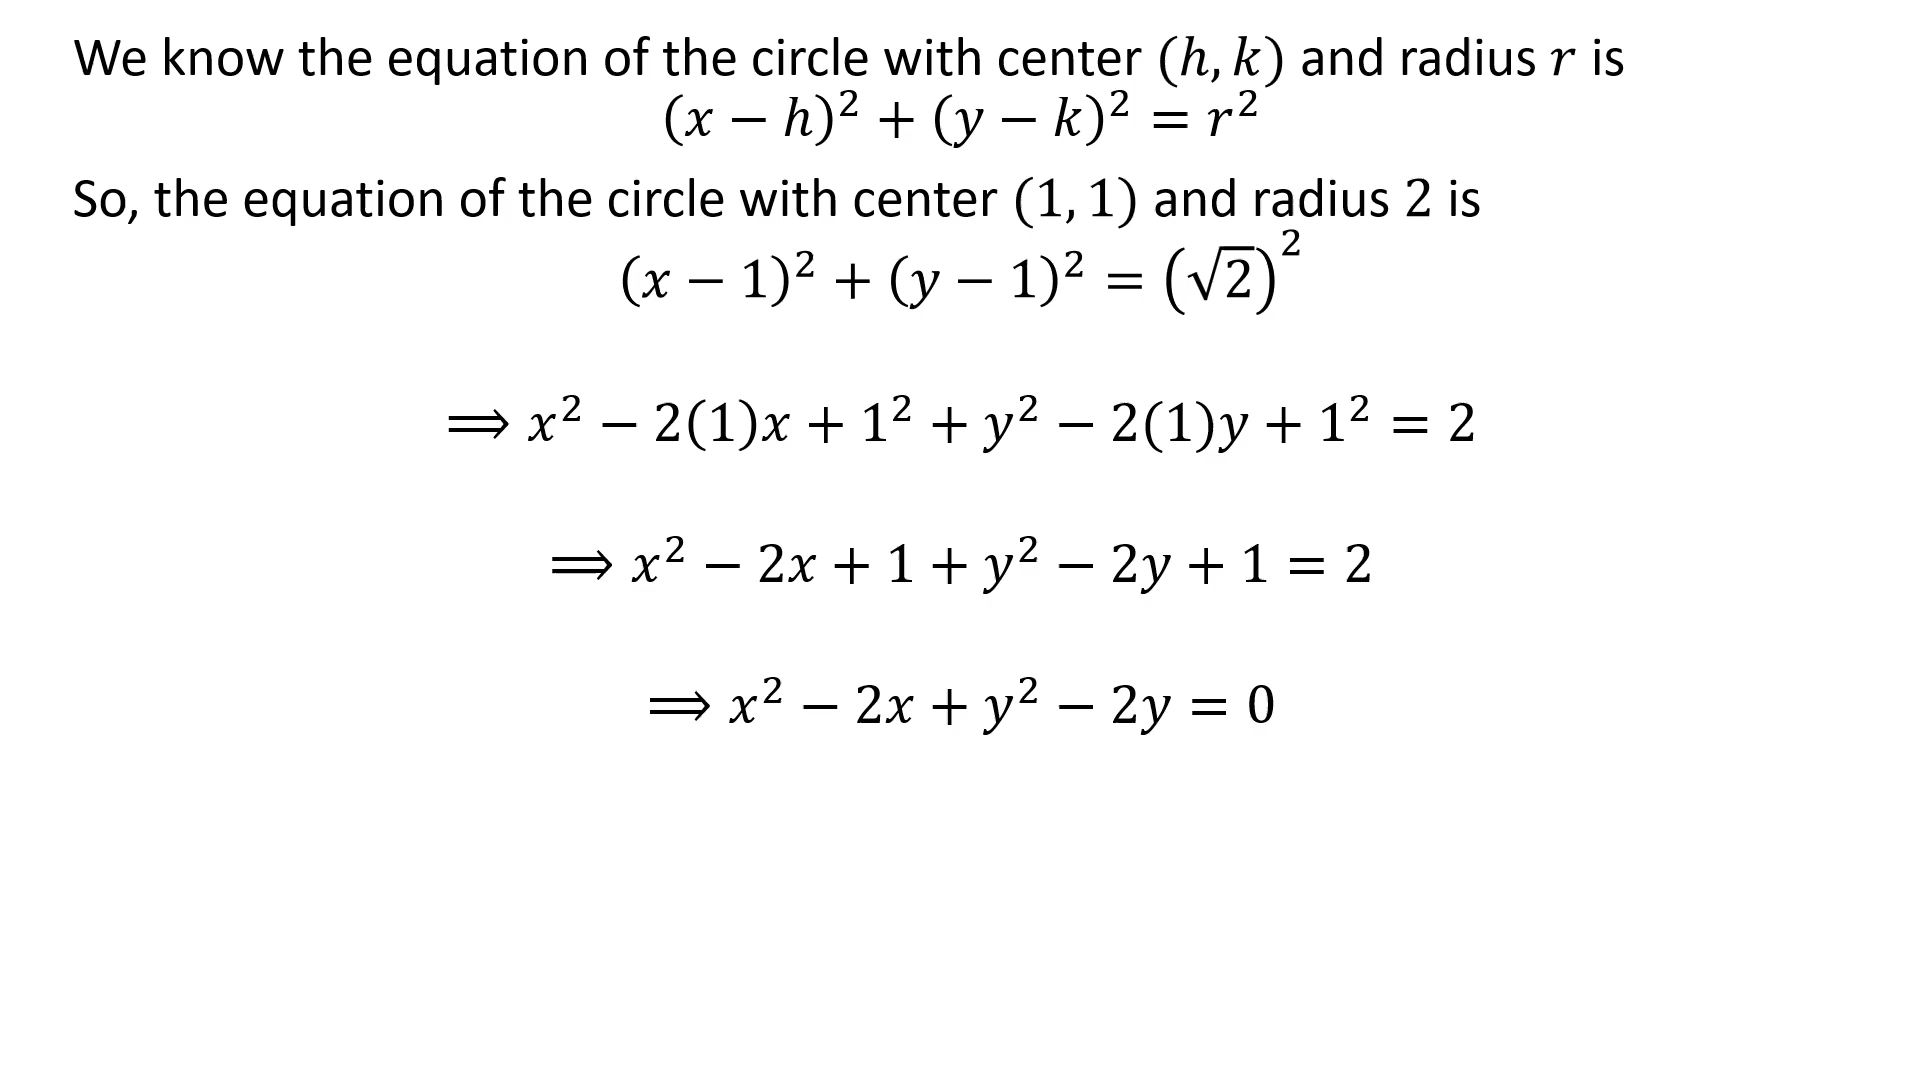 We know the equation of the circle with center (ℎ, 𝑘) and radius 𝑟 is
(𝑥 − ℎ)² + (𝑦 − 𝑘)² = 𝑟²
So, the equation of the circle with center (1, 1) and radius 2 is
(𝑥 − 1)² + (𝑦 − 1)² = (√2)²
⟹ 𝑥² − 2(1)𝑥 + 1² + 𝑦² − 2(1)𝑦 + 1² = 2
⟹ 𝑥² − 2𝑥 + 1 + 𝑦² − 2𝑦 + 1 = 2
⟹ 𝑥² − 2𝑥 + 𝑦² − 2𝑦 = 0